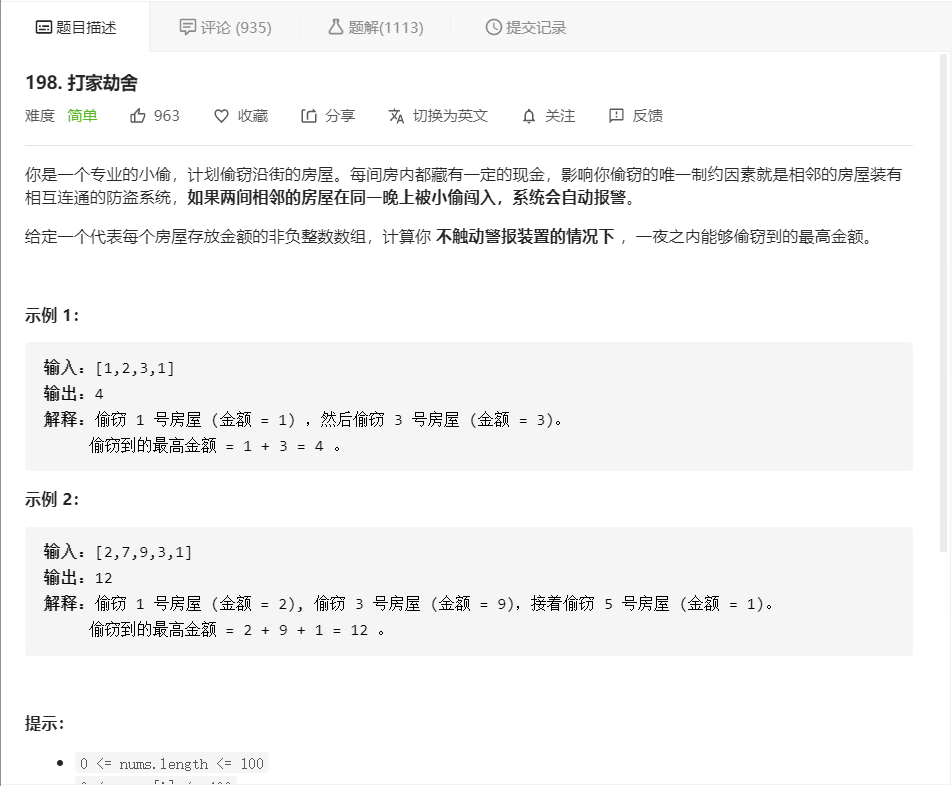 题目描述 评论 (935) 题解(1113) 提交记录
198. 打家劫舍
难度 简单 963 收藏 分享 切换为英文 关注 反馈
你是一个专业的小偷，计划偷窃沿街的房屋。每间房内都藏有一定的现金，影响你偷窃的唯一制约因素就是相邻的房屋装有
相互连通的防盗系统，如果两间相邻的房屋在同一晚上被小偷闯入，系统会自动报警。
给定一个代表每个房屋存放金额的非负整数数组，计算你 不触动警报装置的情况下 ，一夜之内能够偷窃到的最高金额。
示例 1：
输入：[1,2,3,1]
输出：4
解释：偷窃 1 号房屋 (金额 = 1) ，然后偷窃 3 号房屋 (金额 = 3)。
偷窃到的最高金额 = 1 + 3 = 4 。
示例 2：
输入：[2,7,9,3,1]
输出：12
解释：偷窃 1 号房屋 (金额 = 2), 偷窃 3 号房屋 (金额 = 9)，接着偷窃 5 号房屋 (金额 = 1)。
偷窃到的最高金额 = 2 + 9 + 1 = 12 。
提示：
0 <= nums.length <= 100